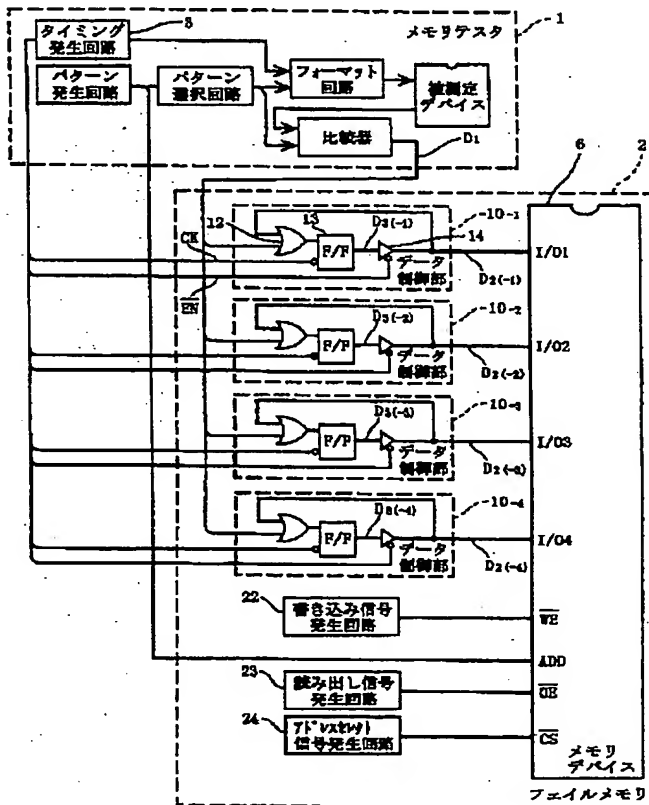 タイミング
発生回路
3
メモリテスタ
1
パターン
発生回路
パターン
選択回路
フォーマット
回路
被測定
デバイス
比較器
D1
6
2
12
13
D3(-1)
10-1
14
CK
F/F
データ
制御部
I/O1
EN
D2(-1)
D3(-2)
10-2
F/F
データ
制御部
I/O2
D2(-2)
D3(-3)
10-3
F/F
データ
制御部
I/O3
D2(-3)
D3(-4)
10-4
F/F
データ
制御部
I/O4
D2(-4)
22
書き込み信号
発生回路
WE
ADD
23
読み出し信号
発生回路
OE
24
アドレスセレクト
信号発生回路
CS
メモリ
デバイス
フェイルメモリ